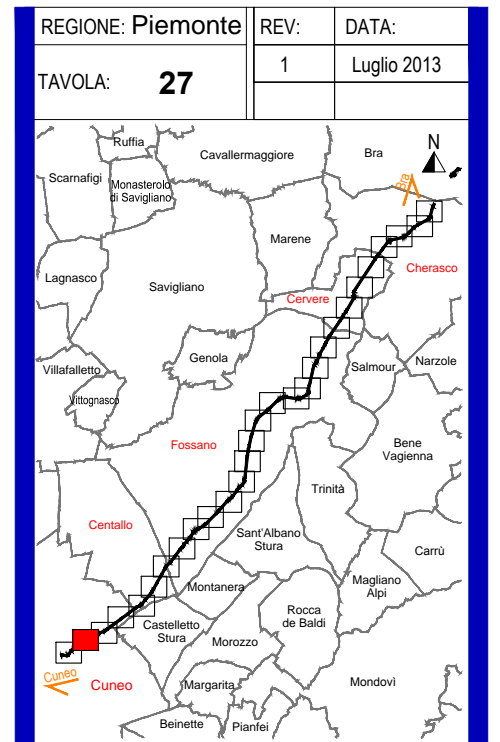 REGIONE: Piemonte
REV:
DATA:
TAVOLA: 27
1
Luglio 2013
Ruffia
Cavallermaggiore
Bra
N
Scarnafigi
Monasterolo
di Savigliano
Bra
Marene
Cherasco
Lagnasco
Savigliano
Cervere
Genola
Villafalletto
Salmour
Narzole
Vittognasco
Fossano
Bene
Vagienna
Trinità
Centallo
Sant'Albano
Stura
Carrù
Montanera
Magliano
Alpi
Castelletto
Stura
Rocca
de Baldi
Morozzo
Cuneo
Cuneo
Margarita
Mondovì
Beinette
Pianfei